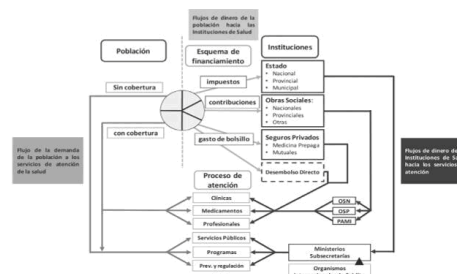 Flujos de dinero de la
población hacia las
Instituciones de Salud
Población
Esquema de
financiamiento
Instituciones
Sin cobertura
con cobertura
impuestos
contribuciones
gasto de bolsillo
Estado
• Nacional
• Provincial
• Municipal
Obras Sociales:
• Nacionales
• Provinciales
• Otras
Seguros Privados
• Medicina Prepaga
• Mutuales
Desembolso Directo
Flujo de la demanda
de la población a los
servicios de atención
de la salud
Flujos de dinero de
Instituciones de Sa
hacia los servicios
atención
Proceso de
atención
Clínicas
Medicamentos
Profesionales
OSN
OSP
PAMI
Servicios Públicos
Programas
Prev. y regulación
Ministerios
Subsecretarías
Organismos